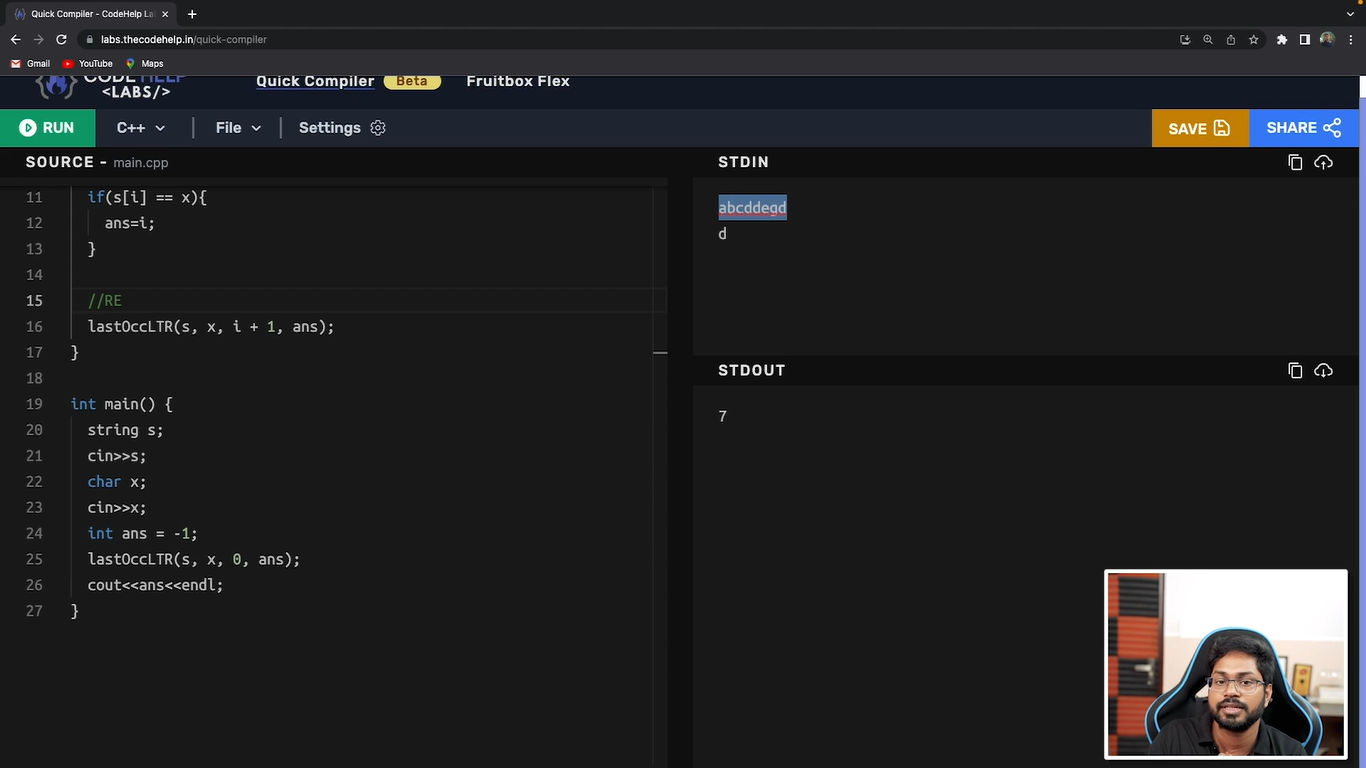 Quick Compiler - CodeHelp La
labs.thecodehelp.in/quick-compiler
Gmail YouTube Maps
CODE HELP
<LABS/>
Quick Compiler Beta Fruitbox Flex
RUN C++ File Settings SAVE SHARE
SOURCE - main.cpp
11 if(s[i] == x){
12 ans=i;
13 }
14
15 //RE
16 lastOccLTR(s, x, i + 1, ans);
17 }
18
19 int main() {
20 string s;
21 cin>>s;
22 char x;
23 cin>>x;
24 int ans = -1;
25 lastOccLTR(s, x, 0, ans);
26 cout<<ans<<endl;
27 }
STDIN
abcddegd
d
STDOUT
7